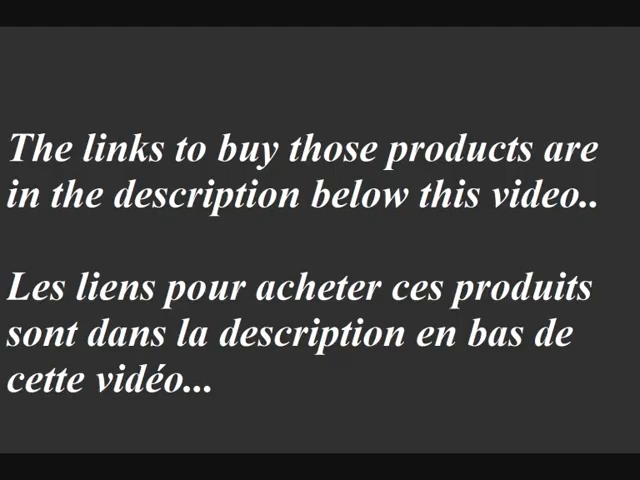 The links to buy those products are
in the description below this video..
Les liens pour acheter ces produits
sont dans la description en bas de
cette vidéo...